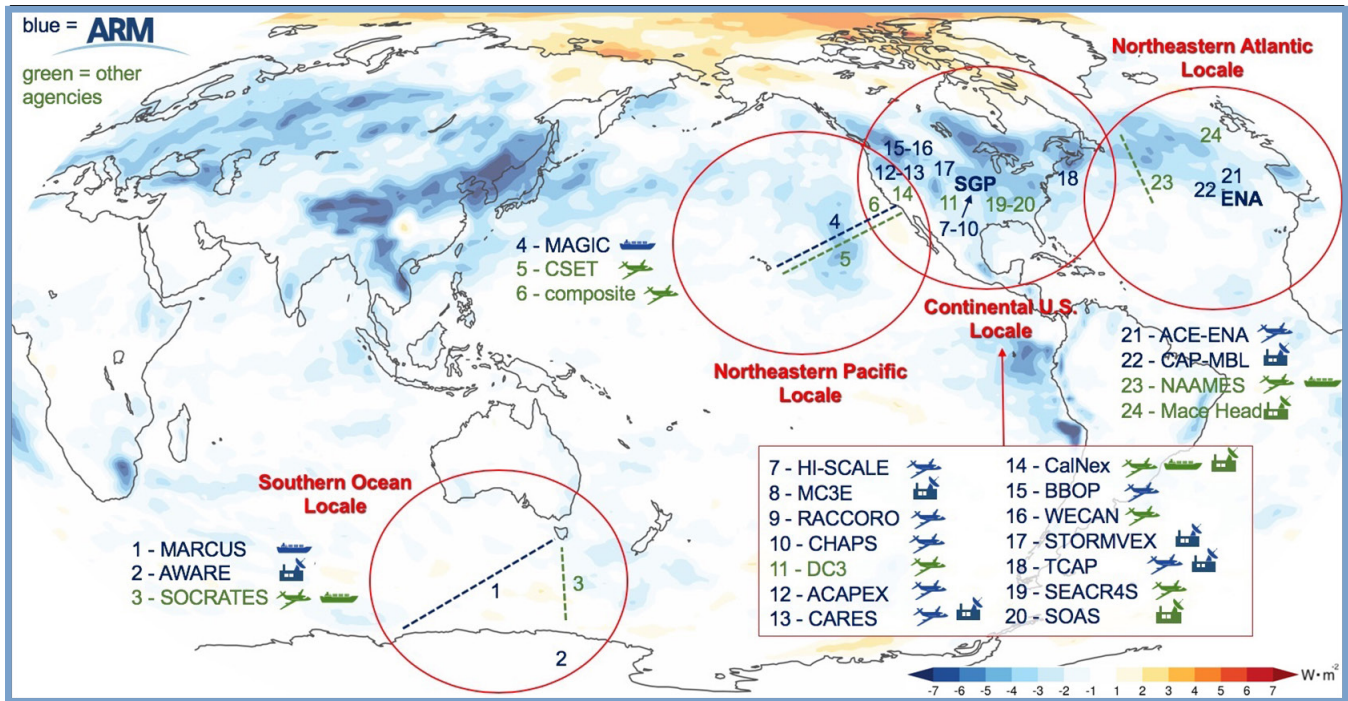 blue = ARM
green = other
agencies
Northeastern Atlantic
Locale
15-16
12-13
17
SGP
14
11
19-20
7-10
18
6
4
5
24
23
21
22
ENA
4 - MAGIC
5 - CSET
6 - composite
Continental U.S.
Locale
Northeastern Pacific
Locale
21 - ACE-ENA
22 - CAP-MBL
23 - NAAMES
24 - Mace Head
Southern Ocean
Locale
1 - MARCUS
2 - AWARE
3 - SOCRATES
1
3
2
7 - HI-SCALE
8 - MC3E
9 - RACCORO
10 - CHAPS
11 - DC3
12 - ACAPEX
13 - CARES
14 - CalNex
15 - BBOP
16 - WECAN
17 - STORMVEX
18 - TCAP
19 - SEACR4S
20 - SOAS
-7 -6 -5 -4 -3 -2 -1 1 2 3 4 5 6 7 W·m⁻²